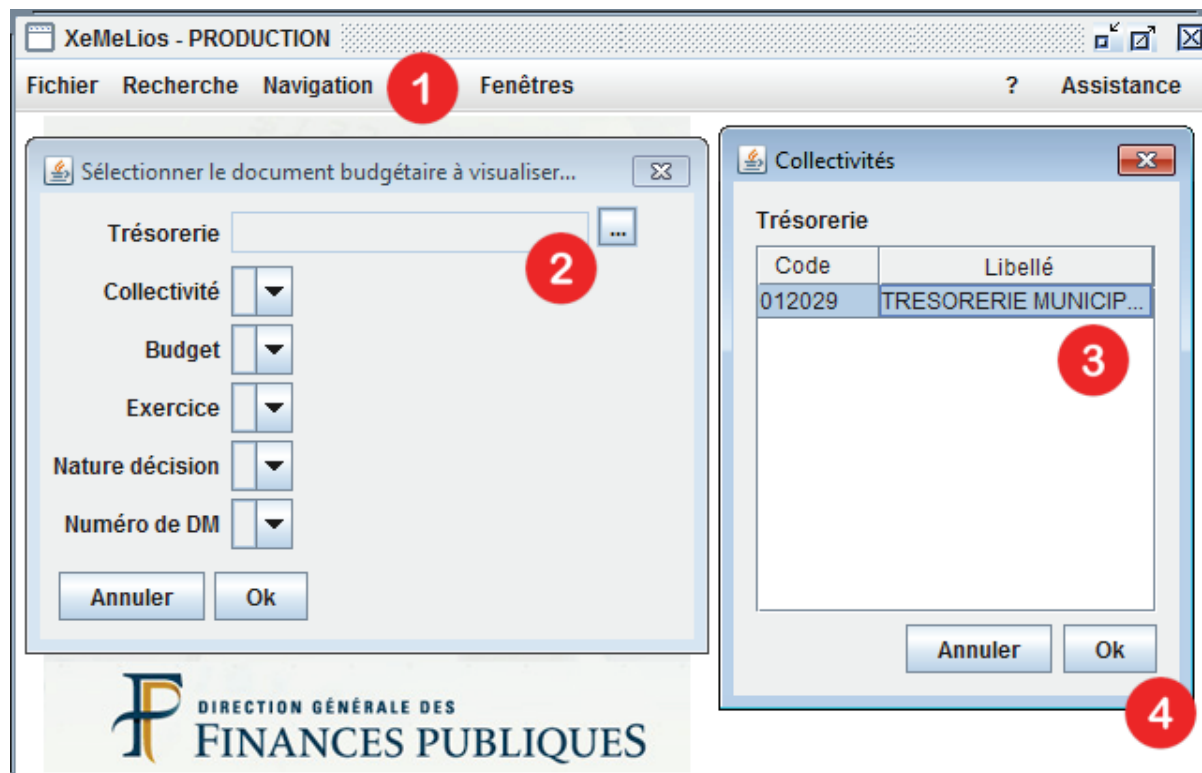 XeMeLios - PRODUCTION
Fichier Recherche Navigation 1 Fenêtres ? Assistance
Sélectionner le document budgétaire à visualiser...
Trésorerie ...
2
Collectivité
Budget
Exercice
Nature décision
Numéro de DM
Annuler Ok
Collectivités
Trésorerie
Code Libellé
012029 TRESORERIE MUNICIP...
3
Annuler Ok
4
DIRECTION GÉNÉRALE DES
FINANCES PUBLIQUES